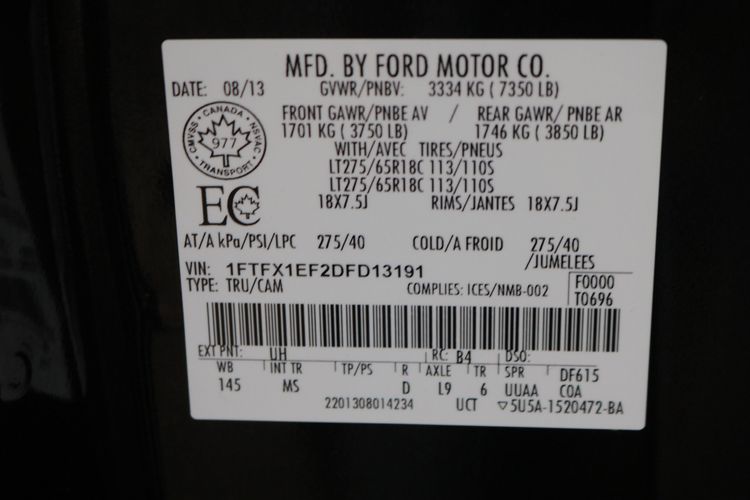 MFD. BY FORD MOTOR CO.
DATE: 08/13 GVWR/PNBV: 3334 KG ( 7350 LB)
FRONT GAWR/PNBE AV / REAR GAWR/ PNBE AR
1701 KG ( 3750 LB) 1746 KG ( 3850 LB)
CMVSS CANADA NSVAC
977
TRANSPORT
WITH/AVEC TIRES/PNEUS
LT275/65R18C 113/110S
LT275/65R18C 113/110S
EC
18X7.5J RIMS/JANTES 18X7.5J
AT/A kPa/PSI/LPC 275/40 COLD/A FROID 275/40
/JUMELEES
VIN: 1FTFX1EF2DFD13191
TYPE: TRU/CAM COMPLIES: ICES/NMB-002
F0000
T0696
EXT PNT: UH RC: B4 DSO:
WB INT TR TP/PS R AXLE TR SPR DF615
145 MS D L9 6 UUAA COA
2201308014234 UCT ▽5U5A-1520472-BA